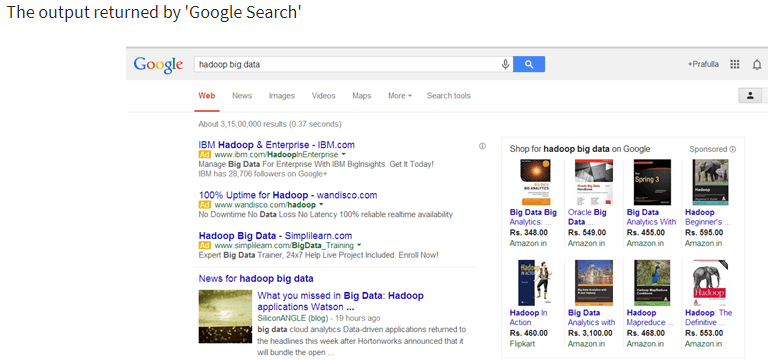 The output returned by 'Google Search'
Google
hadoop big data
+Prafulla
Web News Images Videos Maps More Search tools
About 3,15,00,000 results (0.37 seconds)
IBM Hadoop & Enterprise - IBM.com
Ad www.ibm.com/HadoopInEnterprise
Manage Big Data For Enterprise With IBM BigInsights. Get It Today!
IBM has 28,706 followers on Google+
100% Uptime for Hadoop - wandisco.com
Ad www.wandisco.com/hadoop
No Downtime No Data Loss No Latency 100% reliable realtime availability
Hadoop Big Data - Simplilearn.com
Ad www.simplilearn.com/BigData_Training
Expert Big Data Trainer, 24x7 Help Live Project Included. Enroll Now!
News for hadoop big data
What you missed in Big Data: Hadoop
applications Watson ...
SiliconANGLE (blog) - 19 hours ago
big data cloud analytics Data-driven applications returned to
the headlines this week after Hortonworks announced that it
will bundle the open ...
Shop for hadoop big data on Google Sponsored
Big Data Big
Analytics: ...
Rs. 348.00
Amazon.in
Oracle Big
Data ...
Rs. 549.00
Amazon.in
Big Data
Analytics With
Rs. 455.00
Amazon.in
Hadoop
Beginner's ...
Rs. 595.00
Amazon.in
Hadoop In
Action
Rs. 460.00
Flipkart
Big Data
Analytics with
Rs. 3,100.00
Amazon.in
Hadoop
Mapreduce ...
Rs. 468.00
Amazon.in
Hadoop: The
Definitive ...
Rs. 553.00
Amazon.in